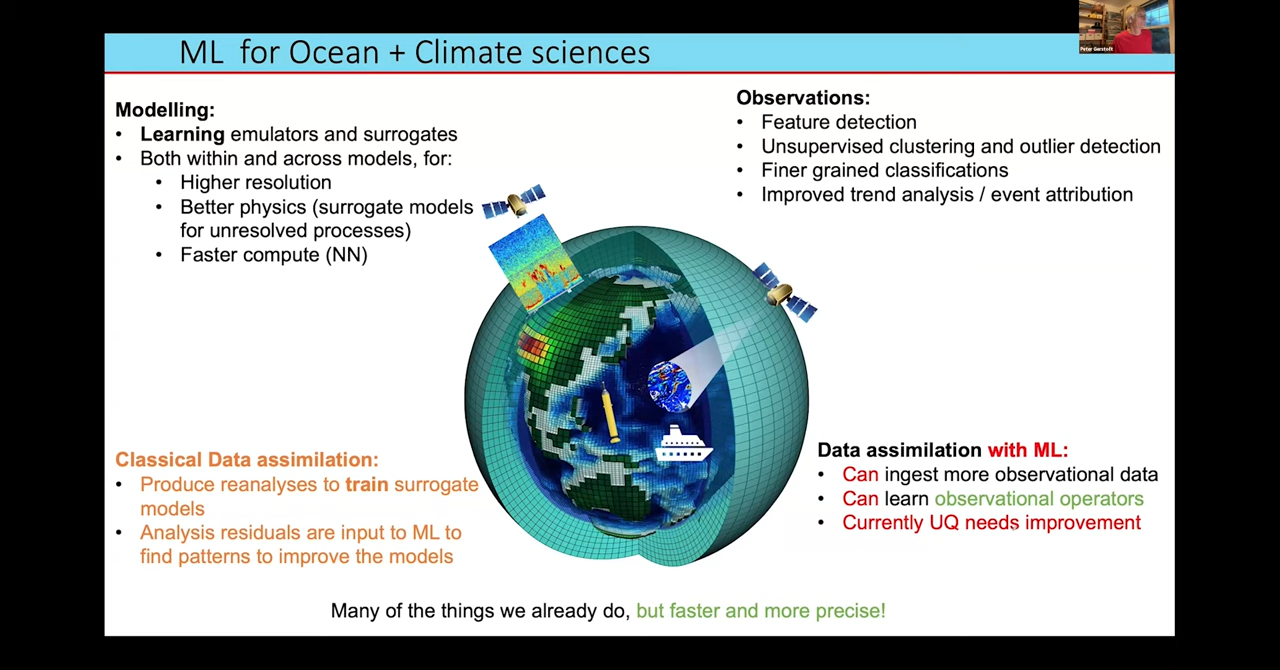 ML for Ocean + Climate sciences
Peter Gerstoft
Modelling:
• Learning emulators and surrogates
• Both within and across models, for:
• Higher resolution
• Better physics (surrogate models
for unresolved processes)
• Faster compute (NN)
Observations:
• Feature detection
• Unsupervised clustering and outlier detection
• Finer grained classifications
• Improved trend analysis / event attribution
Classical Data assimilation:
• Produce reanalyses to train surrogate
models
• Analysis residuals are input to ML to
find patterns to improve the models
Data assimilation with ML:
• Can ingest more observational data
• Can learn observational operators
• Currently UQ needs improvement
Many of the things we already do, but faster and more precise!